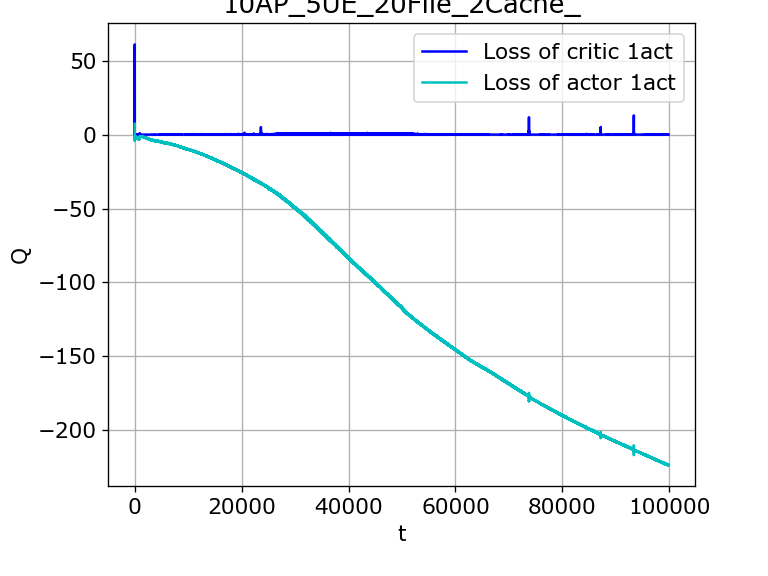 10AP_5UE_20File_2Cache_
Loss of critic 1act
Loss of actor 1act
50
0
−50
−100
−150
−200
Q
0 20000 40000 60000 80000 100000
t